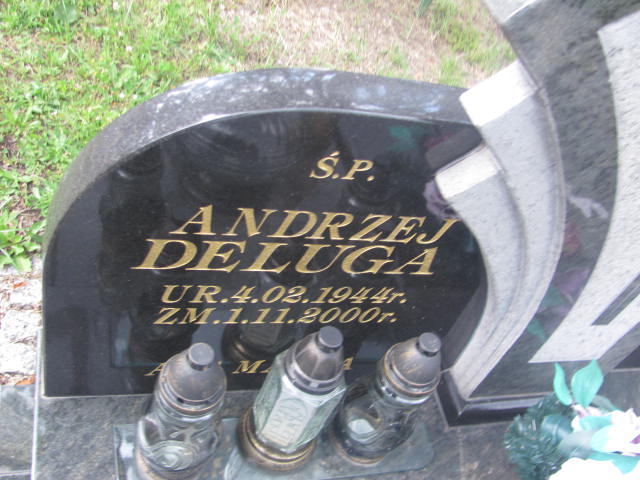 Ś.P.
ANDRZEJ
DELUGA
UR.4.02.1944r.
ZM.1.11.2000r.